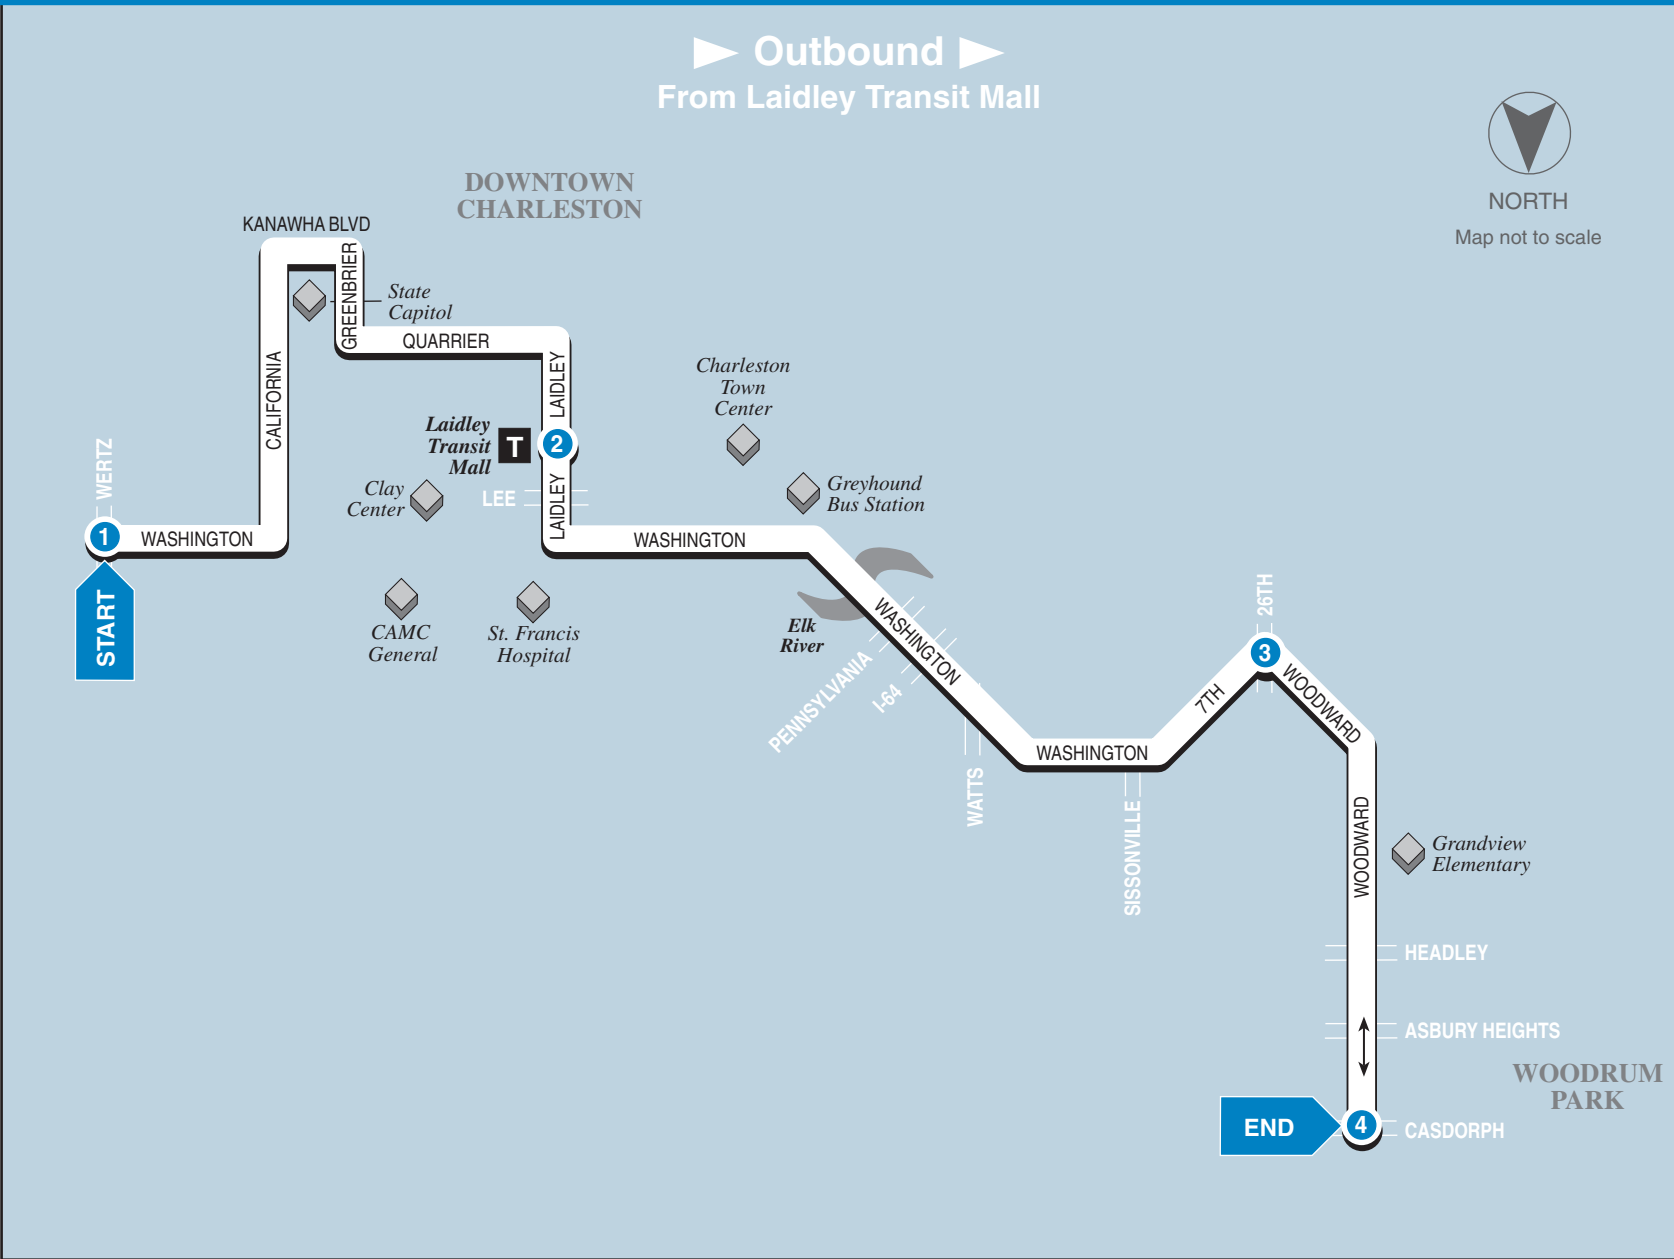 Outbound
From Laidley Transit Mall
NORTH
Map not to scale
DOWNTOWN
CHARLESTON
KANAWHA BLVD
GREENBRIER
State
Capitol
QUARRIER
CALIFORNIA
LAIDLEY
Charleston
Town
Center
Laidley
Transit
Mall
T
2
WERTZ
Clay
Center
LEE
LAIDLEY
Greyhound
Bus Station
1
WASHINGTON
WASHINGTON
START
CAMC
General
St. Francis
Hospital
Elk
River
WASHINGTON
PENNSYLVANIA
I-64
WATTS
WASHINGTON
SISSONVILLE
7TH
26TH
3
WOODWARD
WOODWARD
Grandview
Elementary
HEADLEY
ASBURY HEIGHTS
WOODRUM
PARK
END
4
CASDORPH